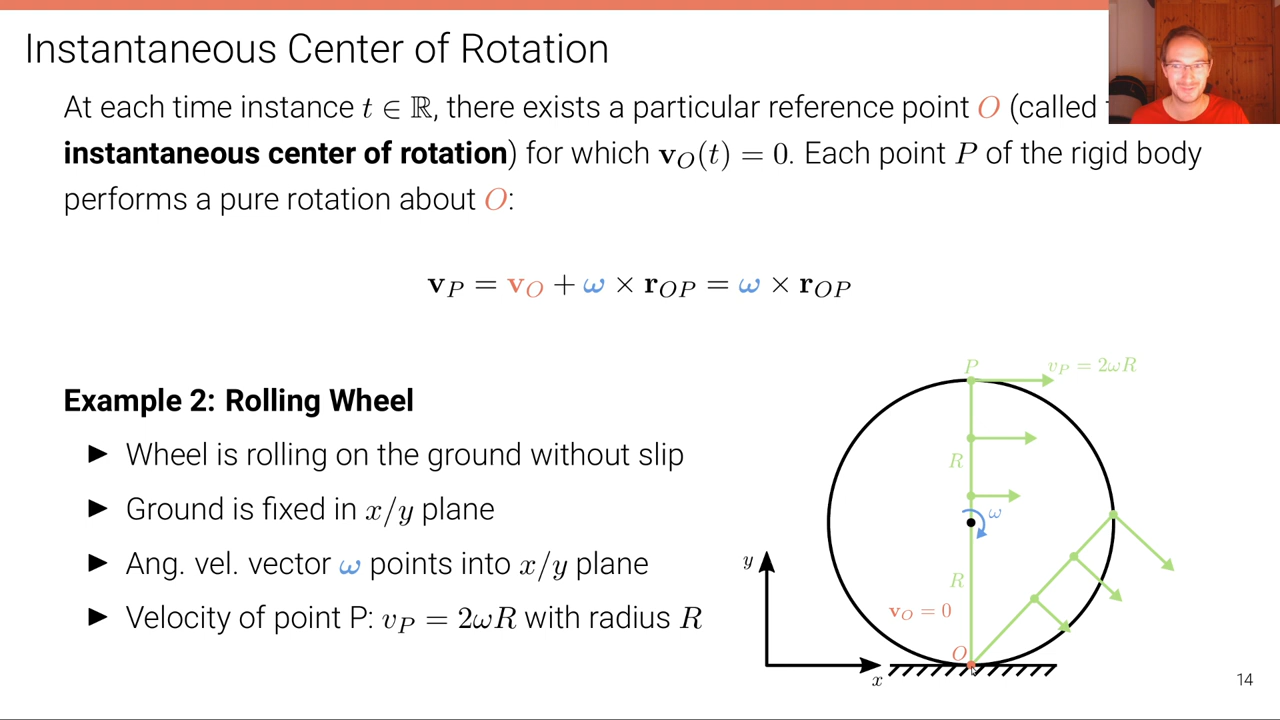 Instantaneous Center of Rotation
At each time instance t ∈ ℝ, there exists a particular reference point O (called
instantaneous center of rotation) for which v_O(t) = 0. Each point P of the rigid body
performs a pure rotation about O:
v_P = v_O + ω × r_OP = ω × r_OP
Example 2: Rolling Wheel
▶ Wheel is rolling on the ground without slip
▶ Ground is fixed in x/y plane
▶ Ang. vel. vector ω points into x/y plane
▶ Velocity of point P: v_P = 2ωR with radius R
P
v_P = 2ωR
R
ω
y
R
v_O = 0
O
x
14